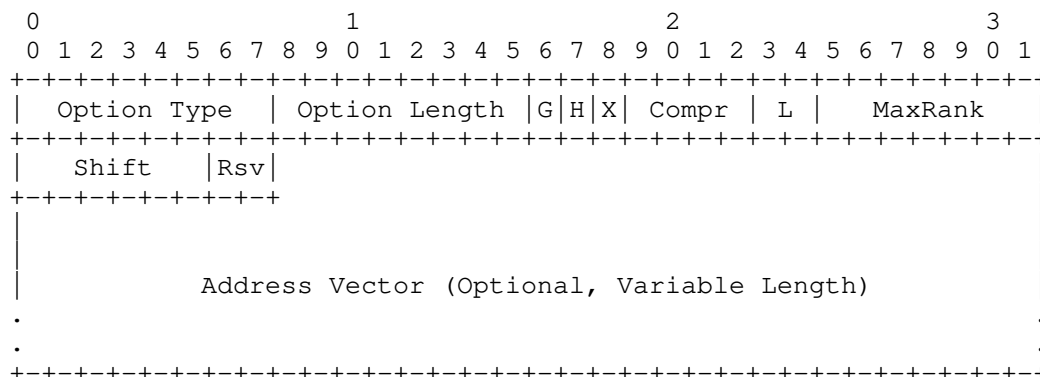 0                   1                   2                   3
0 1 2 3 4 5 6 7 8 9 0 1 2 3 4 5 6 7 8 9 0 1 2 3 4 5 6 7 8 9 0 1
+-+-+-+-+-+-+-+-+-+-+-+-+-+-+-+-+-+-+-+-+-+-+-+-+-+-+-+-+-+-+-+--
|  Option Type  | Option Length |G|H|X| Compr | L |   MaxRank
+-+-+-+-+-+-+-+-+-+-+-+-+-+-+-+-+-+-+-+-+-+-+-+-+-+-+-+-+-+-+-+--
|   Shift   |Rsv|
+-+-+-+-+-+-+-+-+
|
|
|           Address Vector (Optional, Variable Length)
.                                                               .
.                                                               .
+-+-+-+-+-+-+-+-+-+-+-+-+-+-+-+-+-+-+-+-+-+-+-+-+-+-+-+-+-+-+-+--